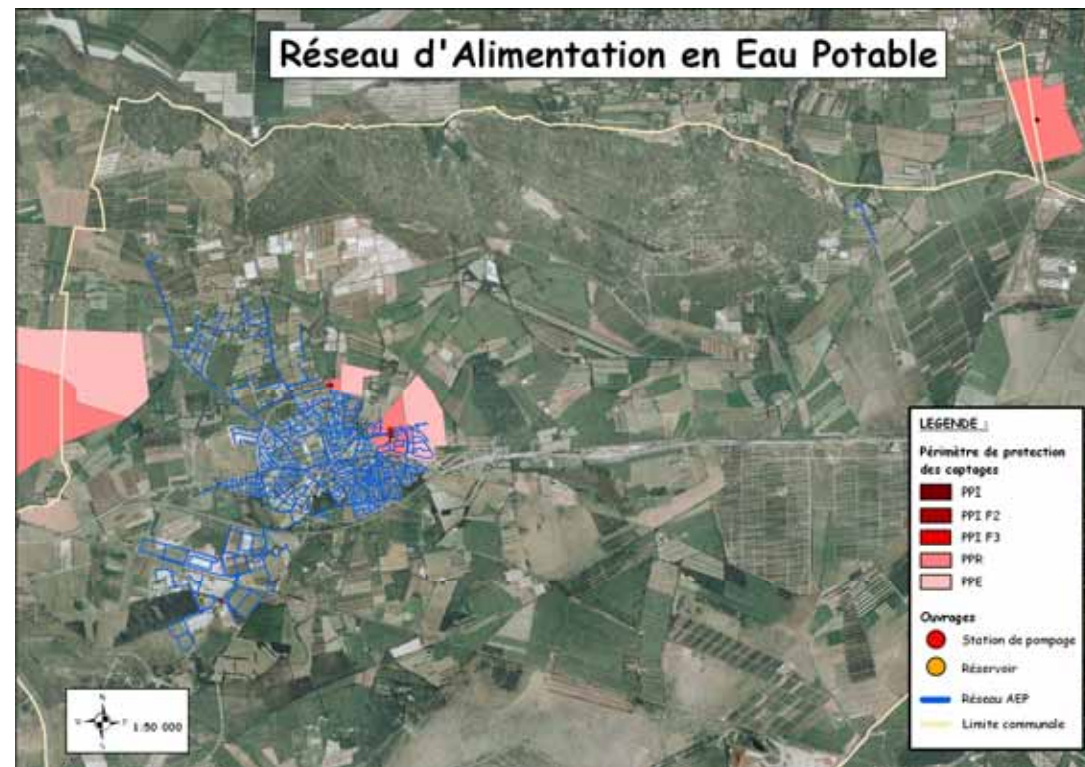 Réseau d'Alimentation en Eau Potable
LEGENDE :
Périmètre de protection
des captages
PPI
PPI F2
PPI F3
PPR
PPE
Ouvrages
Station de pompage
Réservoir
Réseau AEP
Limite communale
N
1:50 000